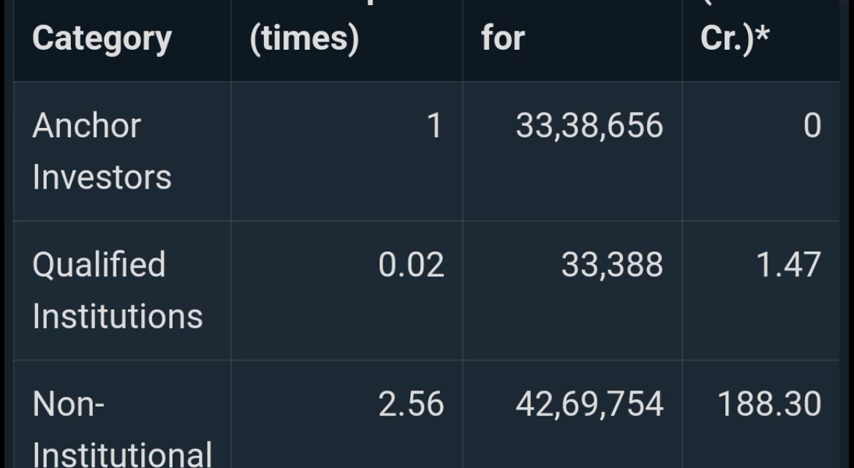 Category (times) for Cr.)*
Anchor Investors 1 33,38,656 0
Qualified Institutions 0.02 33,388 1.47
Non-Institutional 2.56 42,69,754 188.30